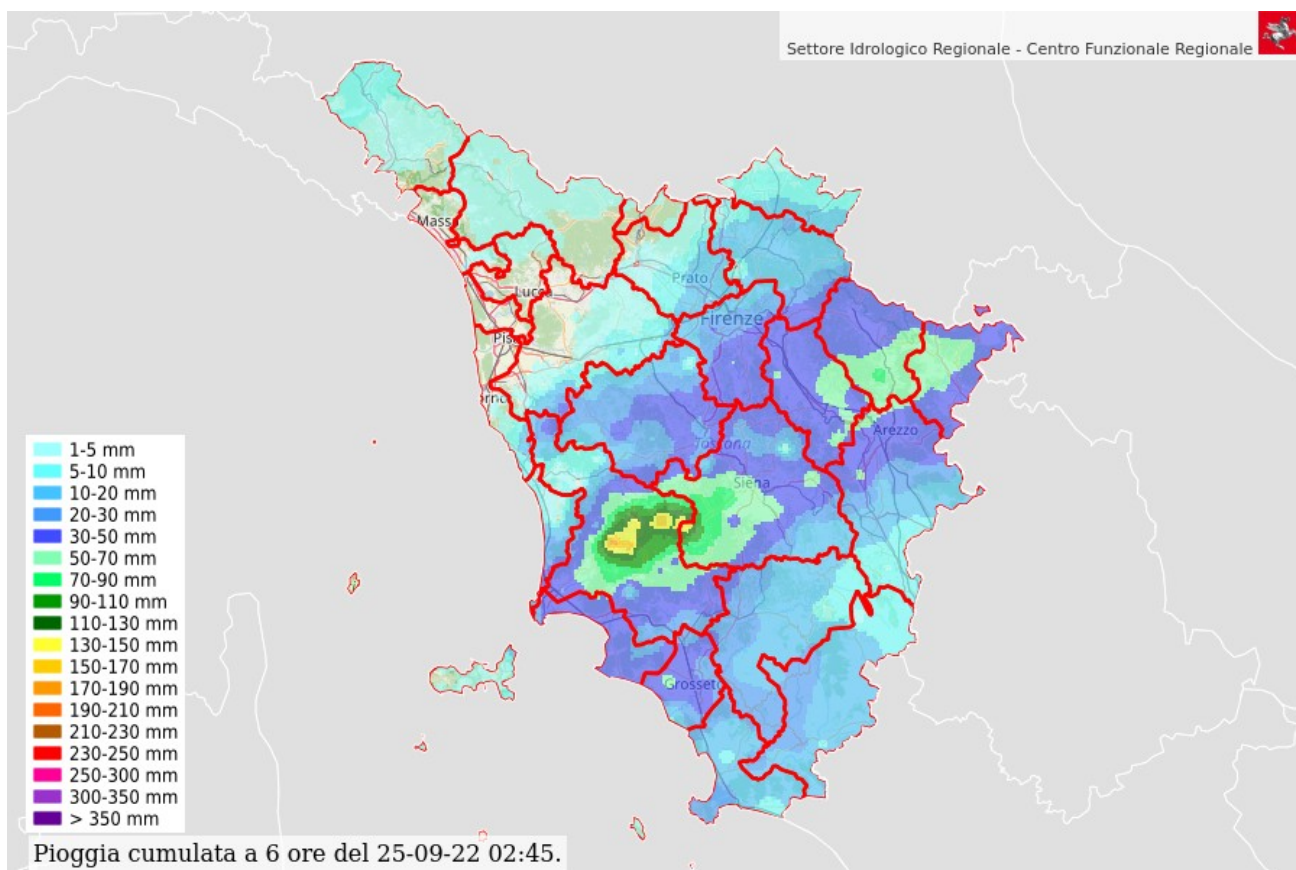 Settore Idrologico Regionale - Centro Funzionale Regionale
Mass
Prato
Lucca
Firenze
Pisa
orno
Arezzo
Toscana
Siena
Grosseto
1-5 mm
5-10 mm
10-20 mm
20-30 mm
30-50 mm
50-70 mm
70-90 mm
90-110 mm
110-130 mm
130-150 mm
150-170 mm
170-190 mm
190-210 mm
210-230 mm
230-250 mm
250-300 mm
300-350 mm
> 350 mm
Pioggia cumulata a 6 ore del 25-09-22 02:45.